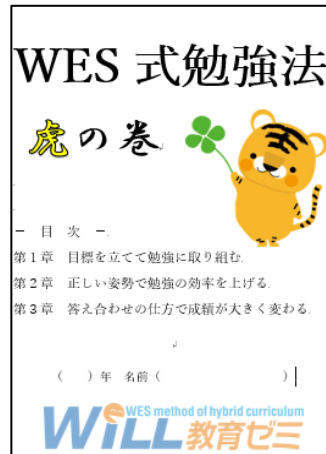 WES 式勉強法
虎の巻
－ 目 次 －
第1章 目標を立てて勉強に取り組む
第2章 正しい姿勢で勉強の効率を上げる
第3章 答え合わせの仕方で成績が大きく変わる
（ ）年 名前（ ）
WES method of hybrid curriculum
WiLL教育ゼミ